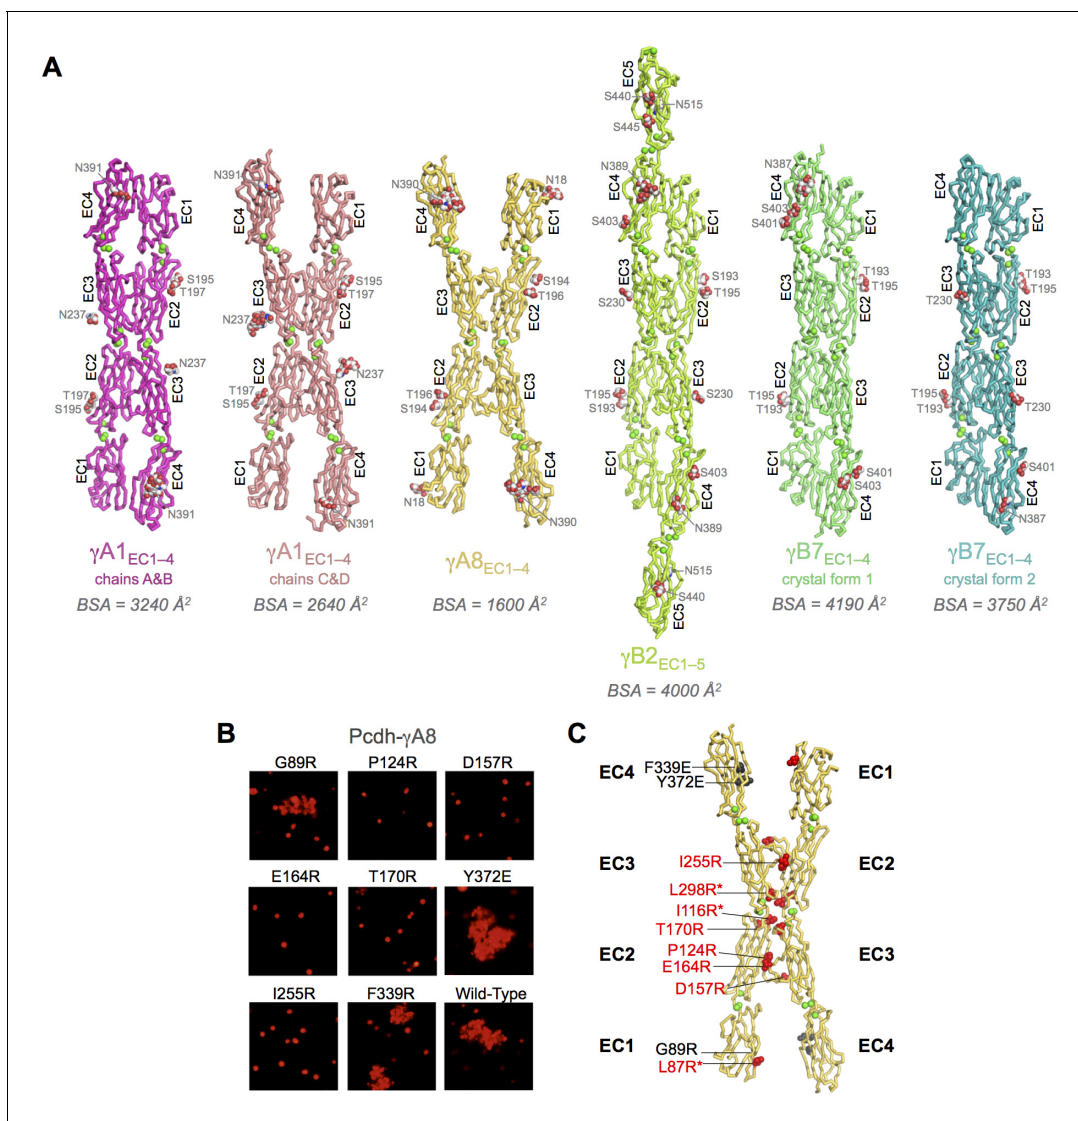 A
EC5
S440
N515
S445
N391
EC4
EC1
S195
T197
EC3
EC2
N237
N237
EC2
EC3
T197
S195
EC1
EC4
N391
γA1EC1–4
chains A&B
BSA = 3240 Å2
N391
EC4
EC1
S195
T197
EC3
EC2
N237
N237
EC2
EC3
T197
S195
EC1
EC4
N391
γA1EC1–4
chains C&D
BSA = 2640 Å2
N390
EC4
N18
EC1
S194
T196
EC3
EC2
EC2
EC3
T196
S194
EC1
EC4
N18
N390
γA8EC1–4
BSA = 1600 Å2
N389
EC4
EC1
S403
EC3
S193
T195
EC2
S230
EC2
EC3
T195
S193
S230
EC1
S403
EC4
N389
N515
S440
EC5
γB2EC1–5
BSA = 4000 Å2
N387
EC4
S403
S401
EC1
EC3
T193
T195
EC2
EC2
EC3
T195
T193
EC1
S401
S403
EC4
γB7EC1–4
crystal form 1
BSA = 4190 Å2
EC4
EC1
EC3
T193
T195
T230
EC2
EC2
EC3
T195
T193
T230
EC1
S401
EC4
N387
γB7EC1–4
crystal form 2
BSA = 3750 Å2
B
Pcdh-γA8
G89R P124R D157R
E164R T170R Y372E
I255R F339R Wild-Type
C
EC4
F339E
Y372E
EC1
EC3
I255R
EC2
L298R*
I116R*
T170R
EC2
P124R
E164R
EC3
D157R
EC1
G89R
EC4
L87R*